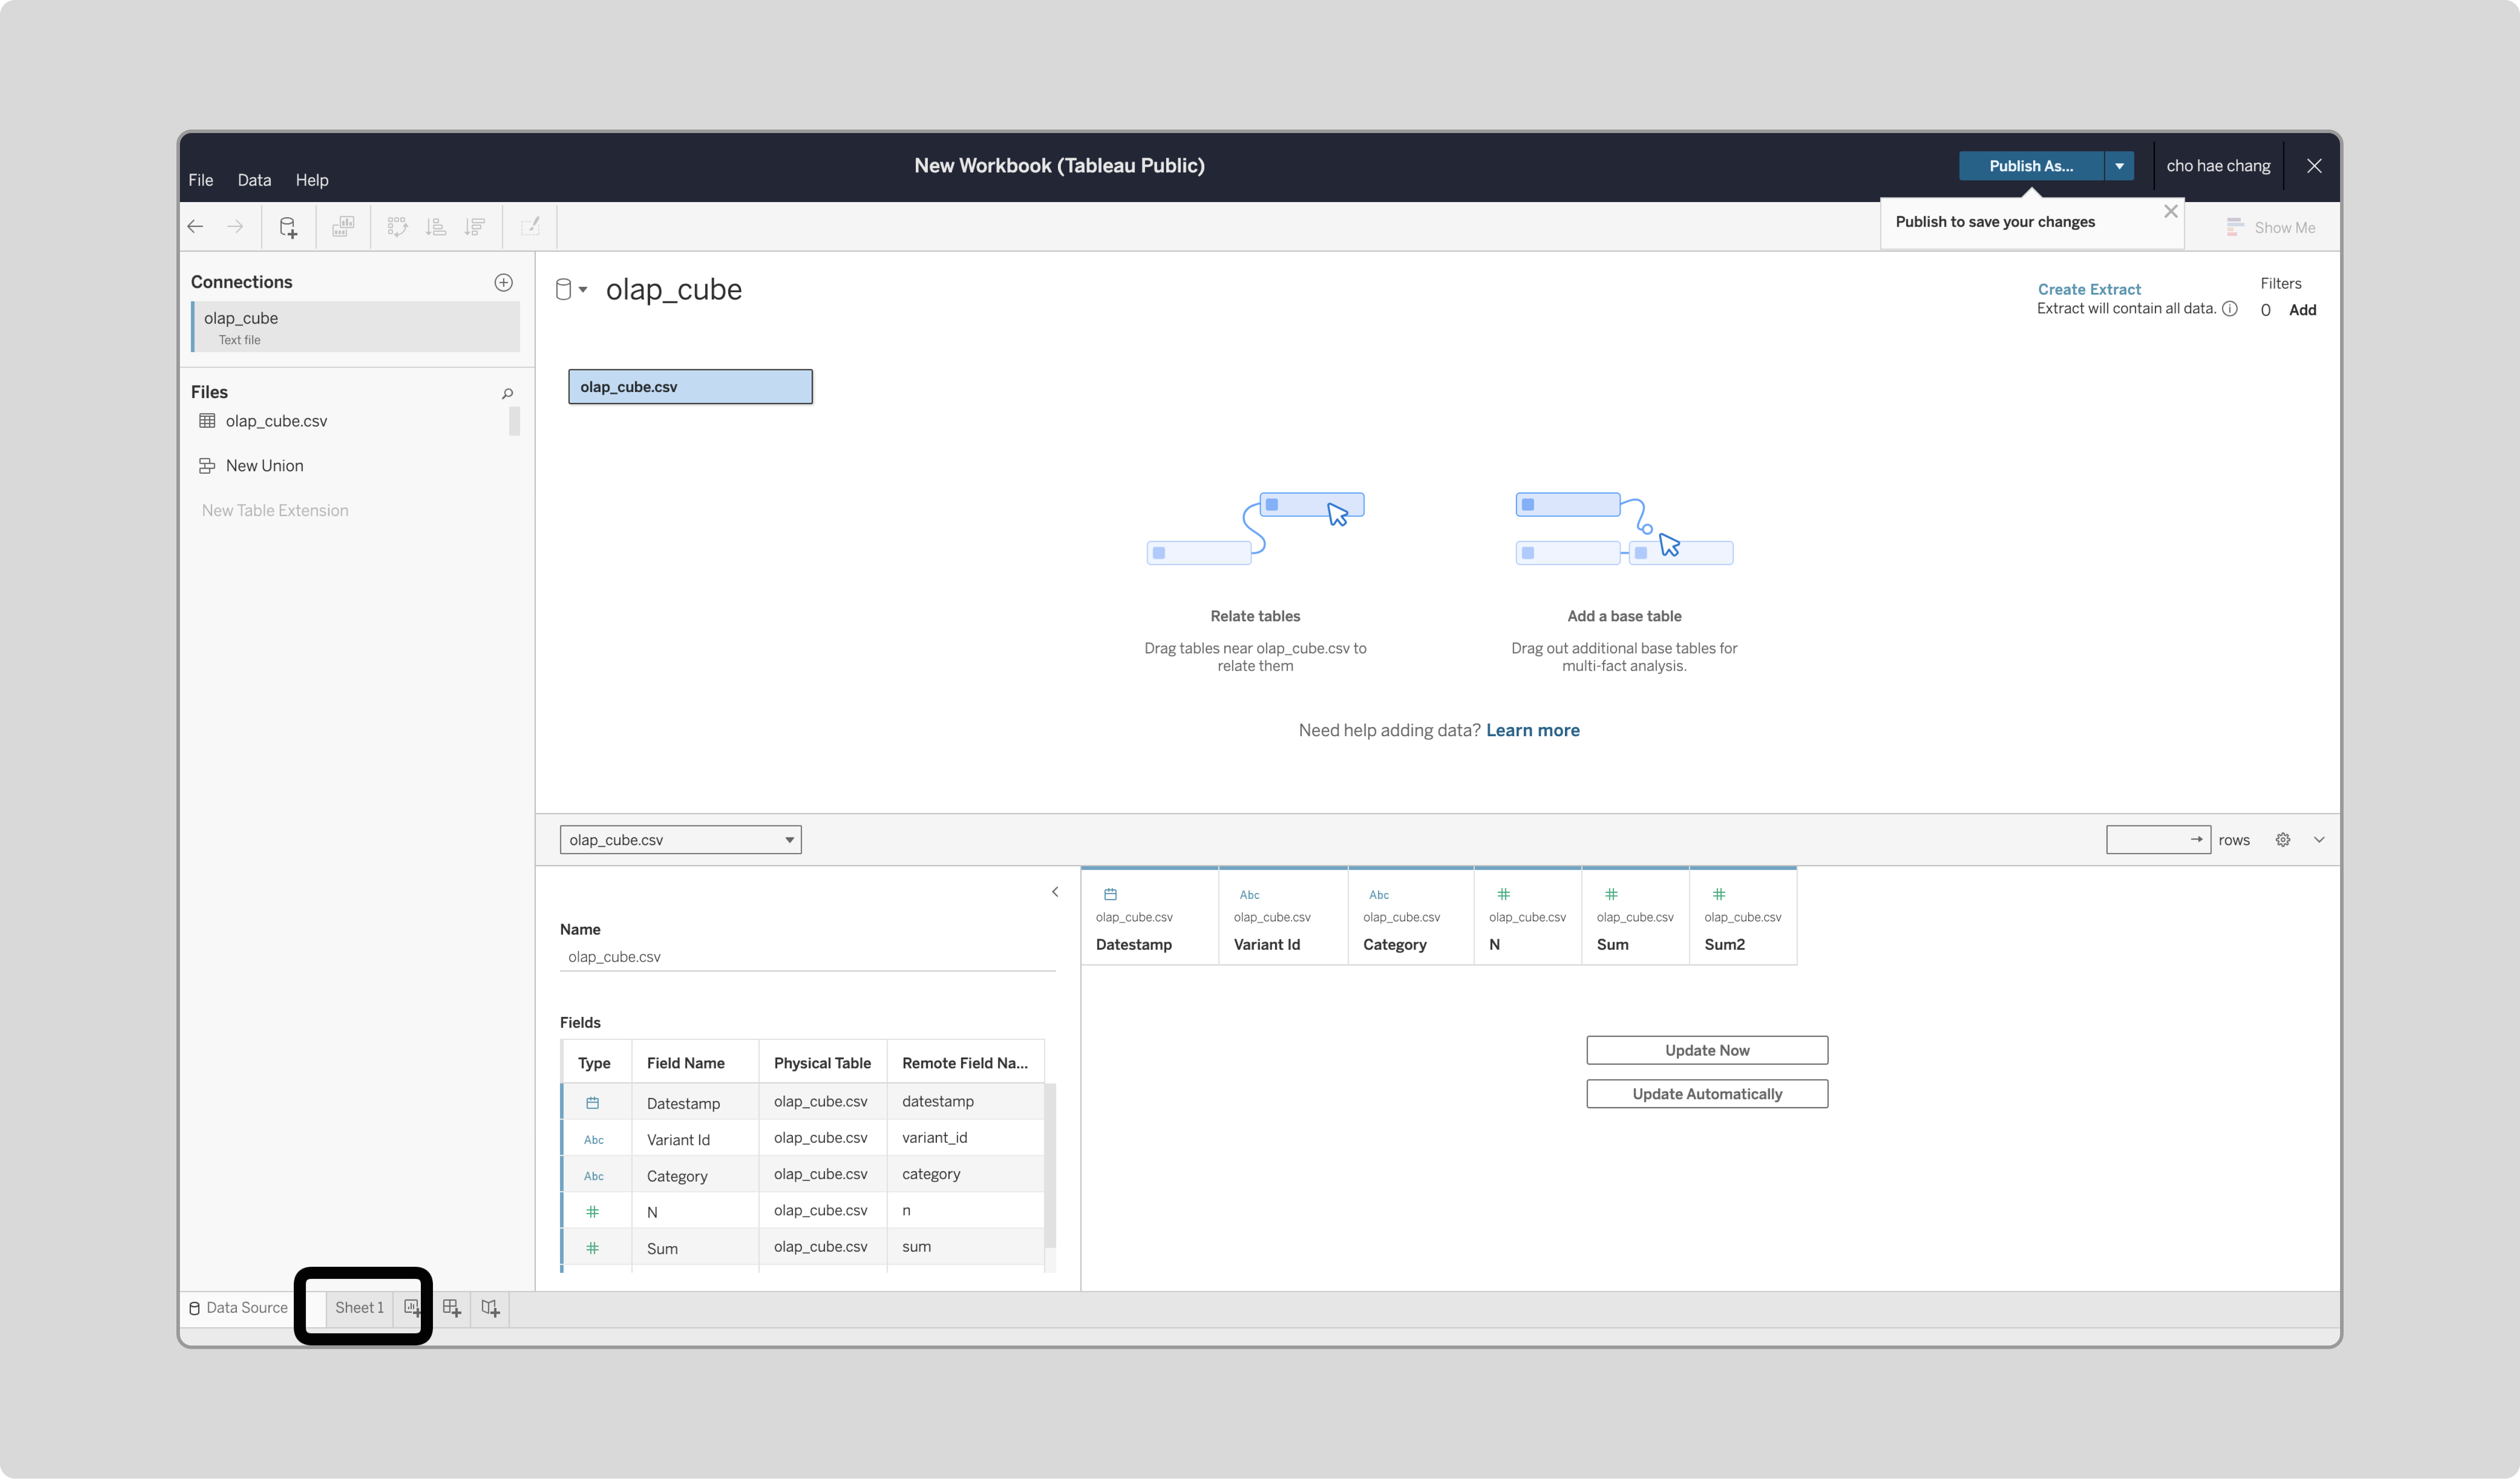 New Workbook (Tableau Public)
Publish As...
cho hae chang
File Data Help
Publish to save your changes
Show Me
Connections
olap_cube
Text file
Files
olap_cube.csv
New Union
New Table Extension
olap_cube
Create Extract
Extract will contain all data.
Filters
0 Add
olap_cube.csv
Relate tables
Drag tables near olap_cube.csv to
relate them
Add a base table
Drag out additional base tables for
multi-fact analysis.
Need help adding data? Learn more
olap_cube.csv
rows
Name
olap_cube.csv
Fields
Type Field Name Physical Table Remote Field Na...
Datestamp olap_cube.csv datestamp
Abc Variant Id olap_cube.csv variant_id
Abc Category olap_cube.csv category
N olap_cube.csv n
Sum olap_cube.csv sum
Abc Abc
olap_cube.csv olap_cube.csv olap_cube.csv olap_cube.csv olap_cube.csv olap_cube.csv
Datestamp Variant Id Category N Sum Sum2
Update Now
Update Automatically
Data Source Sheet 1